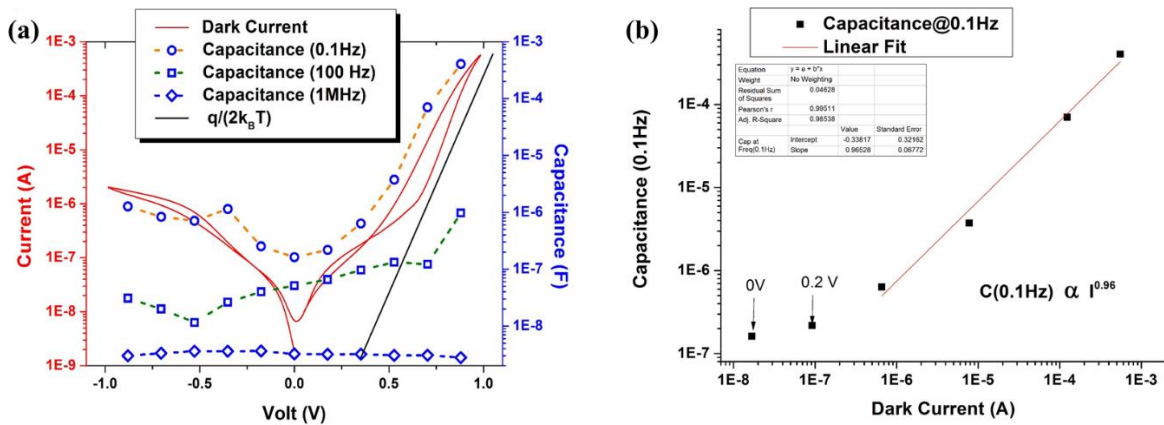 (a)
Dark Current
Capacitance (0.1Hz)
Capacitance (100 Hz)
Capacitance (1MHz)
q/(2kBT)
1E-3
1E-4
1E-5
1E-6
1E-7
1E-8
1E-9
Current (A)
1E-3
1E-4
1E-5
1E-6
1E-7
1E-8
1E-9
Capacitance (F)
-1.0 -0.5 0.0 0.5 1.0
Volt (V)
(b)
Capacitance@0.1Hz
Linear Fit
Equation y = a + b*x
Weight No Weighting
Residual Sum
of Squares 0.04628
Pearson's r 0.99511
Adj. R-Square 0.98538
Value Standard Error
Cap at
Freq(0.1Hz) Intercept -0.33817 0.32162
Slope 0.96528 0.06772
1E-4
1E-5
1E-6
1E-7
Capacitance (0.1Hz)
0V
0.2 V
C(0.1Hz) α I^0.96
1E-8 1E-7 1E-6 1E-5 1E-4 1E-3
Dark Current (A)